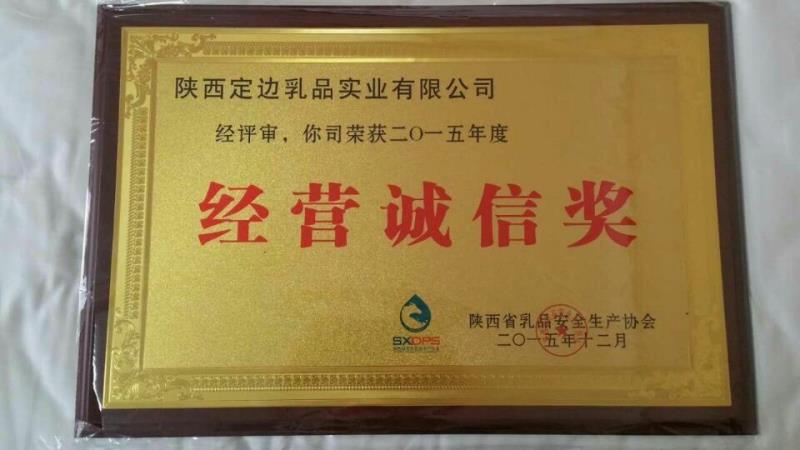 陕西定边乳品实业有限公司
经评审，你司荣获二〇一五年度
经营诚信奖
SXDPS
陕西省乳品安全生产协会
二〇一五年十二月